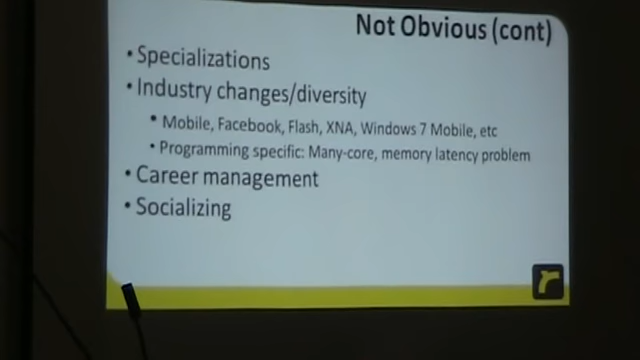 Not Obvious (cont)
• Specializations
• Industry changes/diversity
• Mobile, Facebook, Flash, XNA, Windows 7 Mobile, etc
• Programming specific: Many-core, memory latency problem
• Career management
• Socializing